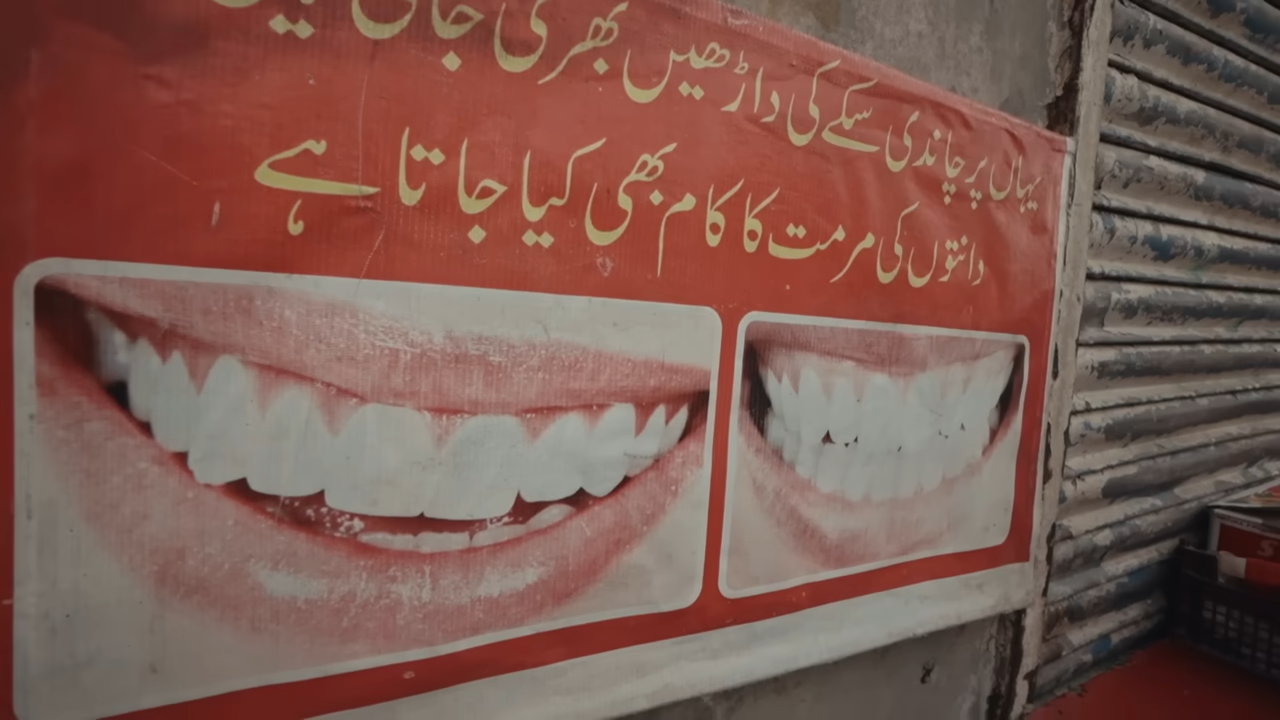 یہاں پر چاندی سکے کی داڑھیں بھری جاتی ہیں
دانتوں کی مرمت کا کام بھی کیا جاتا ہے